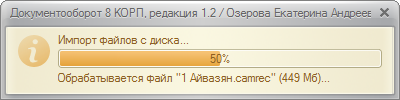 Документооборот 8 КОРП, редакция 1.2 / Озерова Екатерина Андреев
Импорт файлов с диска...
50%
Обрабатывается файл "1 Айвазян.camrec" (449 Мб)...